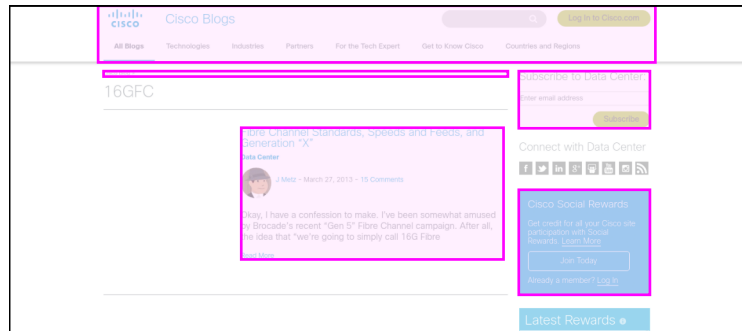 CISCO
Cisco Blogs
Log In to Cisco.com
All Blogs Technologies Industries Partners For the Tech Expert Get to Know Cisco Countries and Regions
16GFC
Fibre Channel Standards, Speeds and Feeds, and
Generation "X"
Data Center
J Metz - March 27, 2013 - 15 Comments
Okay, I have a confession to make. I've been somewhat amused
by Brocade's recent "Gen 5" Fibre Channel campaign. After all,
the idea that "we're going to simply call 16G Fibre
Read More
Subscribe to Data Center:
Enter email address
Subscribe
Connect with Data Center
Cisco Social Rewards
Get credit for all your Cisco site
participation with Social
Rewards. Learn More
Join Today
Already a member? Log In
Latest Rewards